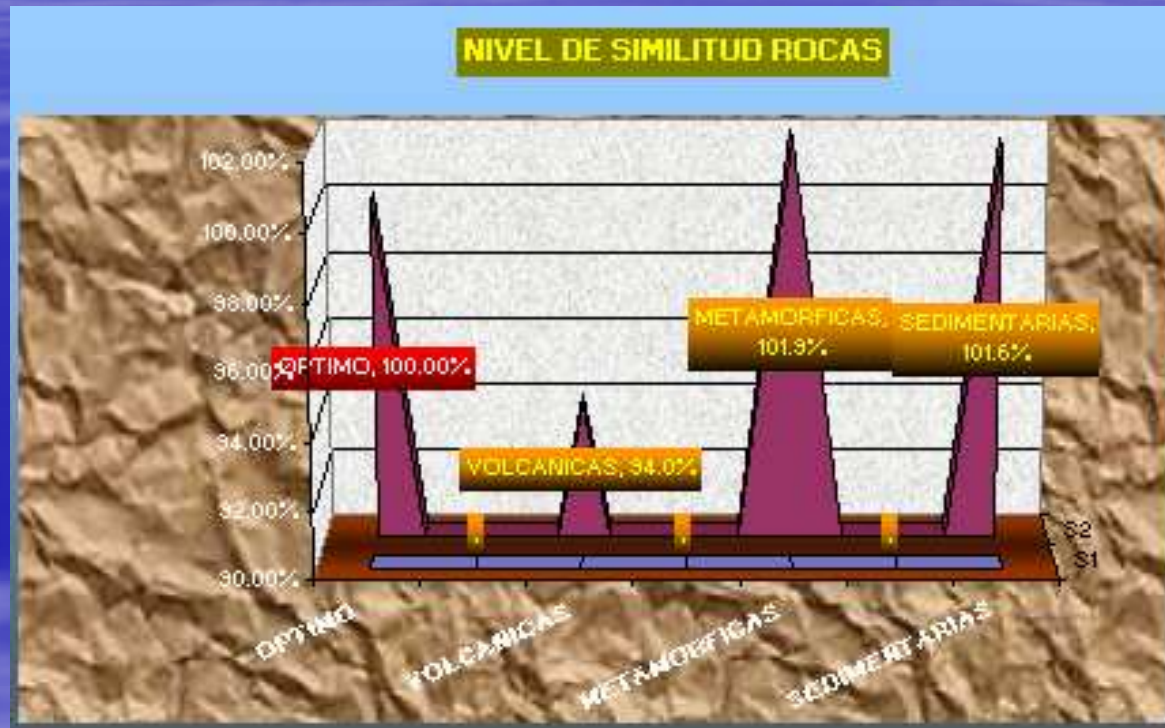 NIVEL DE SIMILITUD ROCAS
102.00%
100.00%
98.00%
96.00%
94.00%
92.00%
90.00%
OPTIMO, 100.00%
VOLCANICAS, 94.0%
METAMORFICAS,
101.9%
SEDIMENTARIAS,
101.6%
S2
S1
OPTIMO
VOLCANICAS
METAMORFICAS
SEDIMENTARIAS